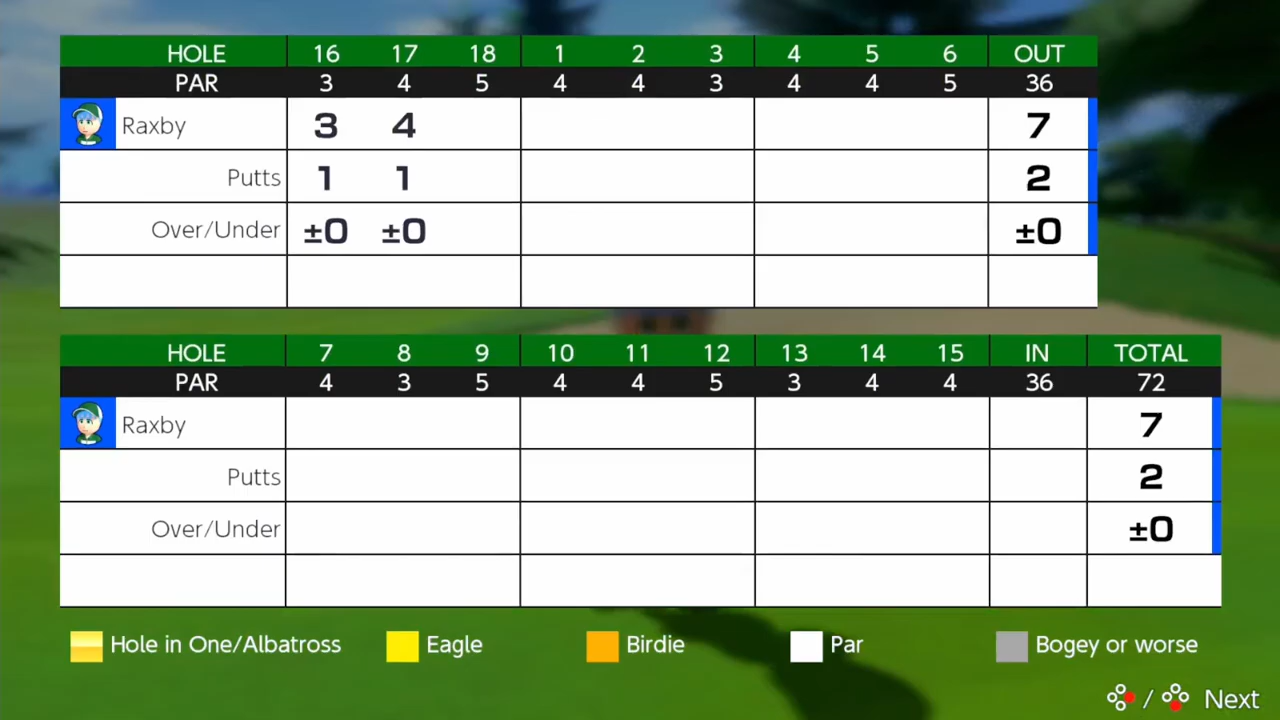 HOLE 16 17 18 1 2 3 4 5 6 OUT
PAR 3 4 5 4 4 3 4 4 5 36
Raxby 3 4 7
Putts 1 1 2
Over/Under ±0 ±0 ±0
HOLE 7 8 9 10 11 12 13 14 15 IN TOTAL
PAR 4 3 5 4 4 5 3 4 4 36 72
Raxby 7
Putts 2
Over/Under ±0
Hole in One/Albatross Eagle Birdie Par Bogey or worse
/ Next